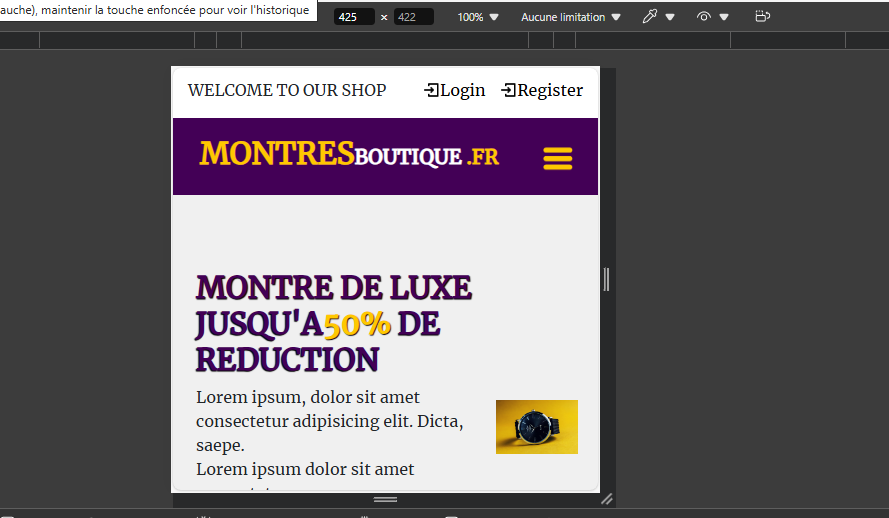 auche), maintenir la touche enfoncée pour voir l'historique
425 × 422 100% Aucune limitation
WELCOME TO OUR SHOP Login Register
MONTRESBOUTIQUE .FR
MONTRE DE LUXE
JUSQU'A50% DE
REDUCTION
Lorem ipsum, dolor sit amet
consectetur adipisicing elit. Dicta,
saepe.
Lorem ipsum dolor sit amet